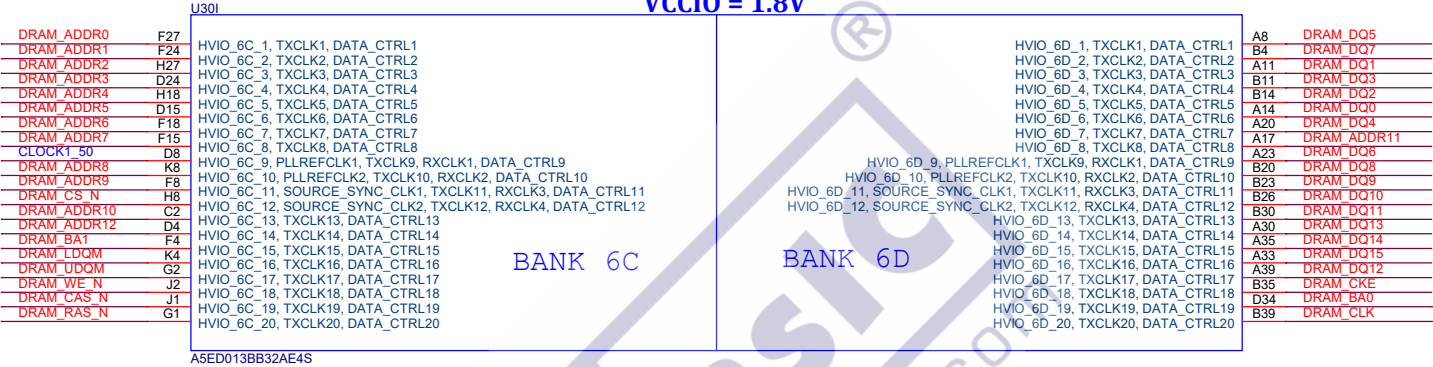 VCCIO = 1.8V
U30I
DRAM_ADDR0 F27 HVIO_6C_1, TXCLK1, DATA_CTRL1 HVIO_6D_1, TXCLK1, DATA_CTRL1 A8 DRAM_DQ5
DRAM_ADDR1 F24 HVIO_6C_2, TXCLK2, DATA_CTRL2 HVIO_6D_2, TXCLK2, DATA_CTRL2 B4 DRAM_DQ7
DRAM_ADDR2 H27 HVIO_6C_3, TXCLK3, DATA_CTRL3 HVIO_6D_3, TXCLK3, DATA_CTRL3 A11 DRAM_DQ1
DRAM_ADDR3 D24 HVIO_6C_4, TXCLK4, DATA_CTRL4 HVIO_6D_4, TXCLK4, DATA_CTRL4 B11 DRAM_DQ3
DRAM_ADDR4 H18 HVIO_6C_5, TXCLK5, DATA_CTRL5 HVIO_6D_5, TXCLK5, DATA_CTRL5 B14 DRAM_DQ2
DRAM_ADDR5 D15 HVIO_6C_6, TXCLK6, DATA_CTRL6 HVIO_6D_6, TXCLK6, DATA_CTRL6 A14 DRAM_DQ0
DRAM_ADDR6 F18 HVIO_6C_7, TXCLK7, DATA_CTRL7 HVIO_6D_7, TXCLK7, DATA_CTRL7 A20 DRAM_DQ4
DRAM_ADDR7 F15 HVIO_6C_8, TXCLK8, DATA_CTRL8 HVIO_6D_8, TXCLK8, DATA_CTRL8 A17 DRAM_ADDR11
CLOCK1_50 D8 HVIO_6C_9, PLLREFCLK1, TXCLK9, RXCLK1, DATA_CTRL9 HVIO_6D_9, PLLREFCLK1, TXCLK9, RXCLK1, DATA_CTRL9 A23 DRAM_DQ6
DRAM_ADDR8 K8 HVIO_6C_10, PLLREFCLK2, TXCLK10, RXCLK2, DATA_CTRL10 HVIO_6D_10, PLLREFCLK2, TXCLK10, RXCLK2, DATA_CTRL10 B20 DRAM_DQ8
DRAM_ADDR9 F8 HVIO_6C_11, SOURCE_SYNC_CLK1, TXCLK11, RXCLK3, DATA_CTRL11 HVIO_6D_11, SOURCE_SYNC_CLK1, TXCLK11, RXCLK3, DATA_CTRL11 B23 DRAM_DQ9
DRAM_CS_N H8 HVIO_6C_12, SOURCE_SYNC_CLK2, TXCLK12, RXCLK4, DATA_CTRL12 HVIO_6D_12, SOURCE_SYNC_CLK2, TXCLK12, RXCLK4, DATA_CTRL12 B26 DRAM_DQ10
DRAM_ADDR10 C2 HVIO_6C_13, TXCLK13, DATA_CTRL13 HVIO_6D_13, TXCLK13, DATA_CTRL13 B30 DRAM_DQ11
DRAM_ADDR12 D4 HVIO_6C_14, TXCLK14, DATA_CTRL14 HVIO_6D_14, TXCLK14, DATA_CTRL14 A30 DRAM_DQ13
DRAM_BA1 F4 HVIO_6C_15, TXCLK15, DATA_CTRL15 HVIO_6D_15, TXCLK15, DATA_CTRL15 A35 DRAM_DQ14
DRAM_LDQM K4 HVIO_6C_16, TXCLK16, DATA_CTRL16 HVIO_6D_16, TXCLK16, DATA_CTRL16 A33 DRAM_DQ15
DRAM_UDQM G2 HVIO_6C_17, TXCLK17, DATA_CTRL17 HVIO_6D_17, TXCLK17, DATA_CTRL17 A39 DRAM_DQ12
DRAM_WE_N J2 HVIO_6C_18, TXCLK18, DATA_CTRL18 HVIO_6D_18, TXCLK18, DATA_CTRL18 B35 DRAM_CKE
DRAM_CAS_N J1 HVIO_6C_19, TXCLK19, DATA_CTRL19 HVIO_6D_19, TXCLK19, DATA_CTRL19 D34 DRAM_BA0
DRAM_RAS_N G1 HVIO_6C_20, TXCLK20, DATA_CTRL20 HVIO_6D_20, TXCLK20, DATA_CTRL20 B39 DRAM_CLK
BANK 6C BANK 6D
A5ED013BB32AE4S
sic
®
com